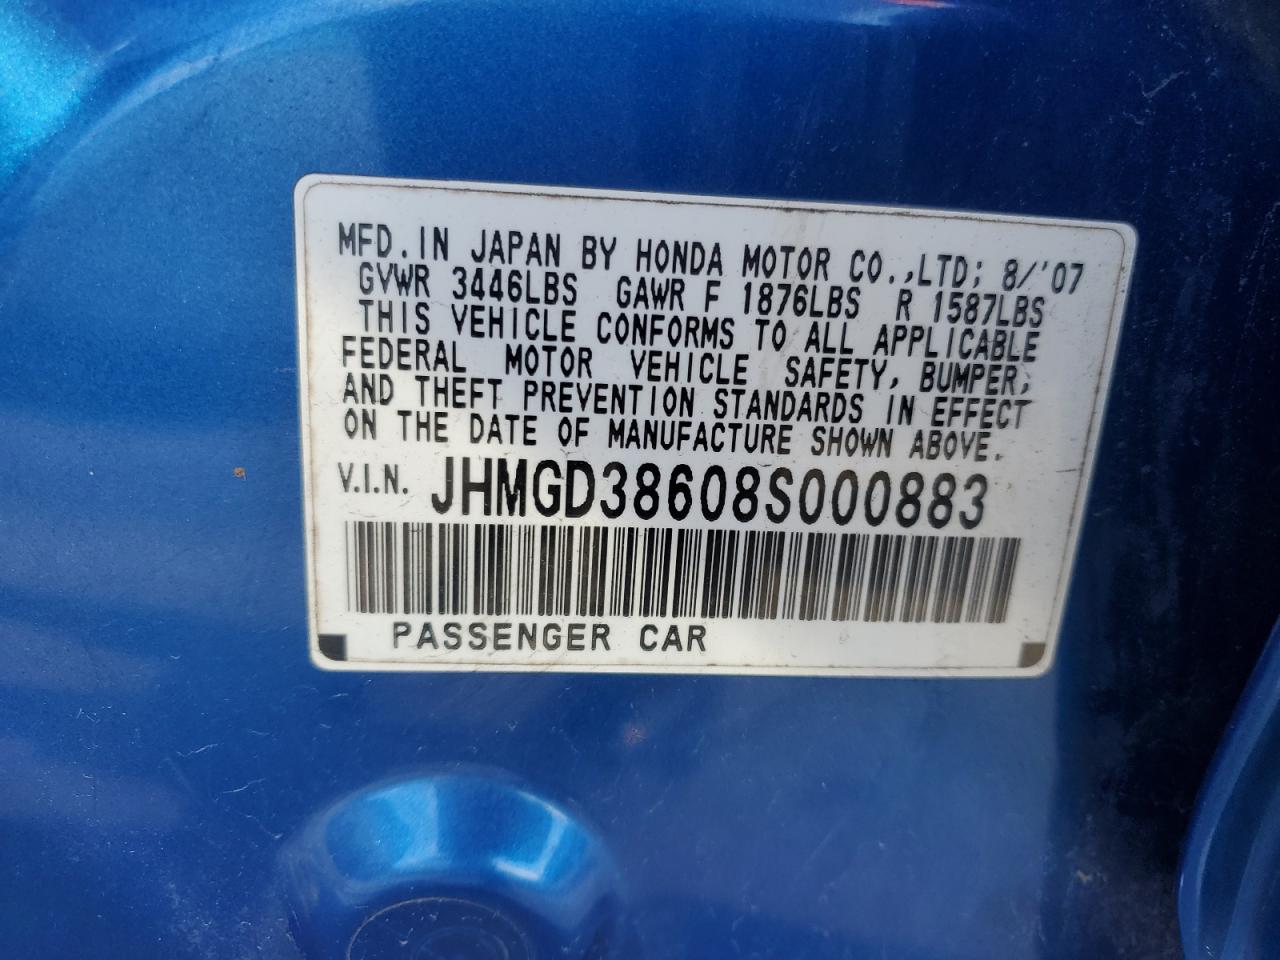 MFD. IN JAPAN BY HONDA MOTOR CO.,LTD; 8/'07
GVWR 3446LBS GAWR F 1876LBS R 1587LBS
THIS VEHICLE CONFORMS TO ALL APPLICABLE
FEDERAL MOTOR VEHICLE SAFETY, BUMPER,
AND THEFT PREVENTION STANDARDS IN EFFECT
ON THE DATE OF MANUFACTURE SHOWN ABOVE.
V.I.N. JHMGD38608S000883
PASSENGER CAR